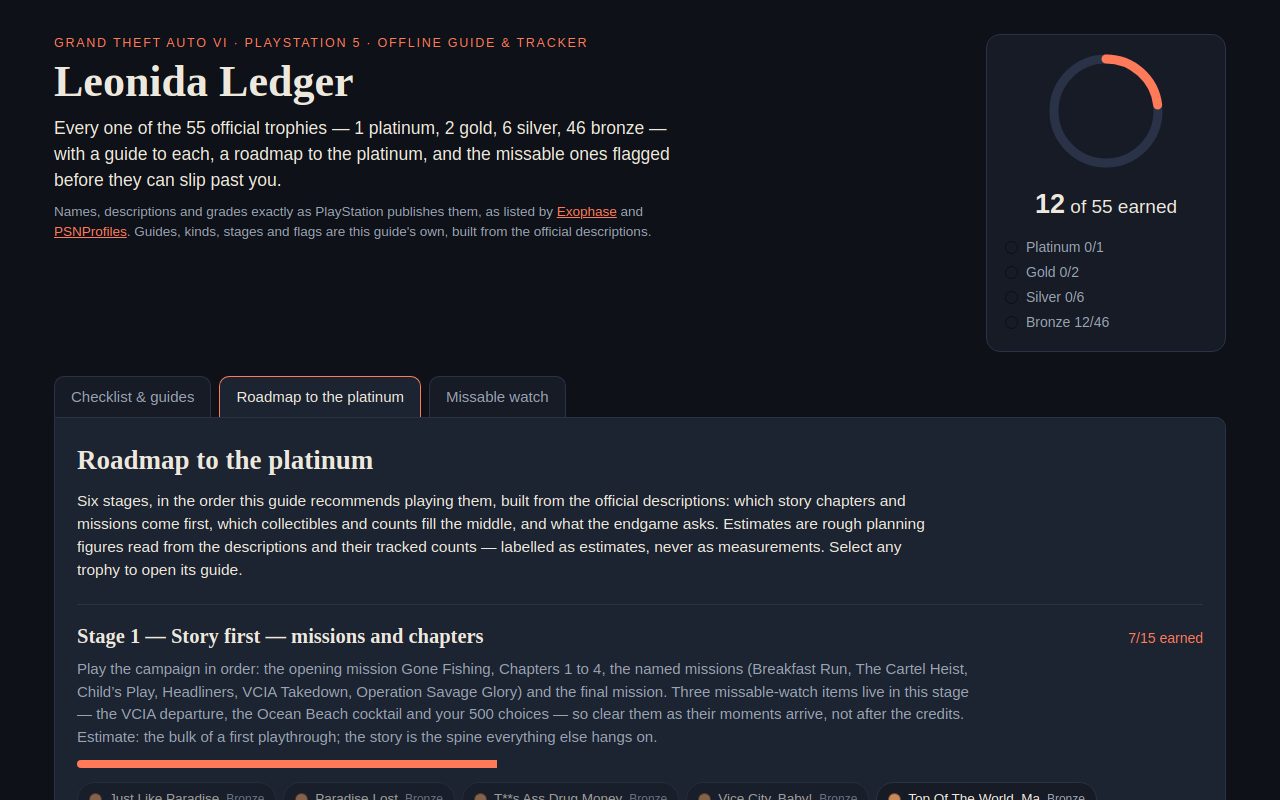 GRAND THEFT AUTO VI · PLAYSTATION 5 · OFFLINE GUIDE & TRACKER
Leonida Ledger
Every one of the 55 official trophies — 1 platinum, 2 gold, 6 silver, 46 bronze —
with a guide to each, a roadmap to the platinum, and the missable ones flagged
before they can slip past you.
Names, descriptions and grades exactly as PlayStation publishes them, as listed by Exophase and
PSNProfiles. Guides, kinds, stages and flags are this guide's own, built from the official descriptions.
12 of 55 earned
Platinum 0/1
Gold 0/2
Silver 0/6
Bronze 12/46
Checklist & guides
Roadmap to the platinum
Missable watch
Roadmap to the platinum
Six stages, in the order this guide recommends playing them, built from the official descriptions: which story chapters and
missions come first, which collectibles and counts fill the middle, and what the endgame asks. Estimates are rough planning
figures read from the descriptions and their tracked counts — labelled as estimates, never as measurements. Select any
trophy to open its guide.
Stage 1 — Story first — missions and chapters
7/15 earned
Play the campaign in order: the opening mission Gone Fishing, Chapters 1 to 4, the named missions (Breakfast Run, The Cartel Heist,
Child's Play, Headliners, VCIA Takedown, Operation Savage Glory) and the final mission. Three missable-watch items live in this stage
— the VCIA departure, the Ocean Beach cocktail and your 500 choices — so clear them as their moments arrive, not after the credits.
Estimate: the bulk of a first playthrough; the story is the spine everything else hangs on.
Just Like Paradise Bronze
Paradise Lost Bronze
T**s Ass Drug Money Bronze
Vice City, Baby! Bronze
Top Of The World, Ma Bronze